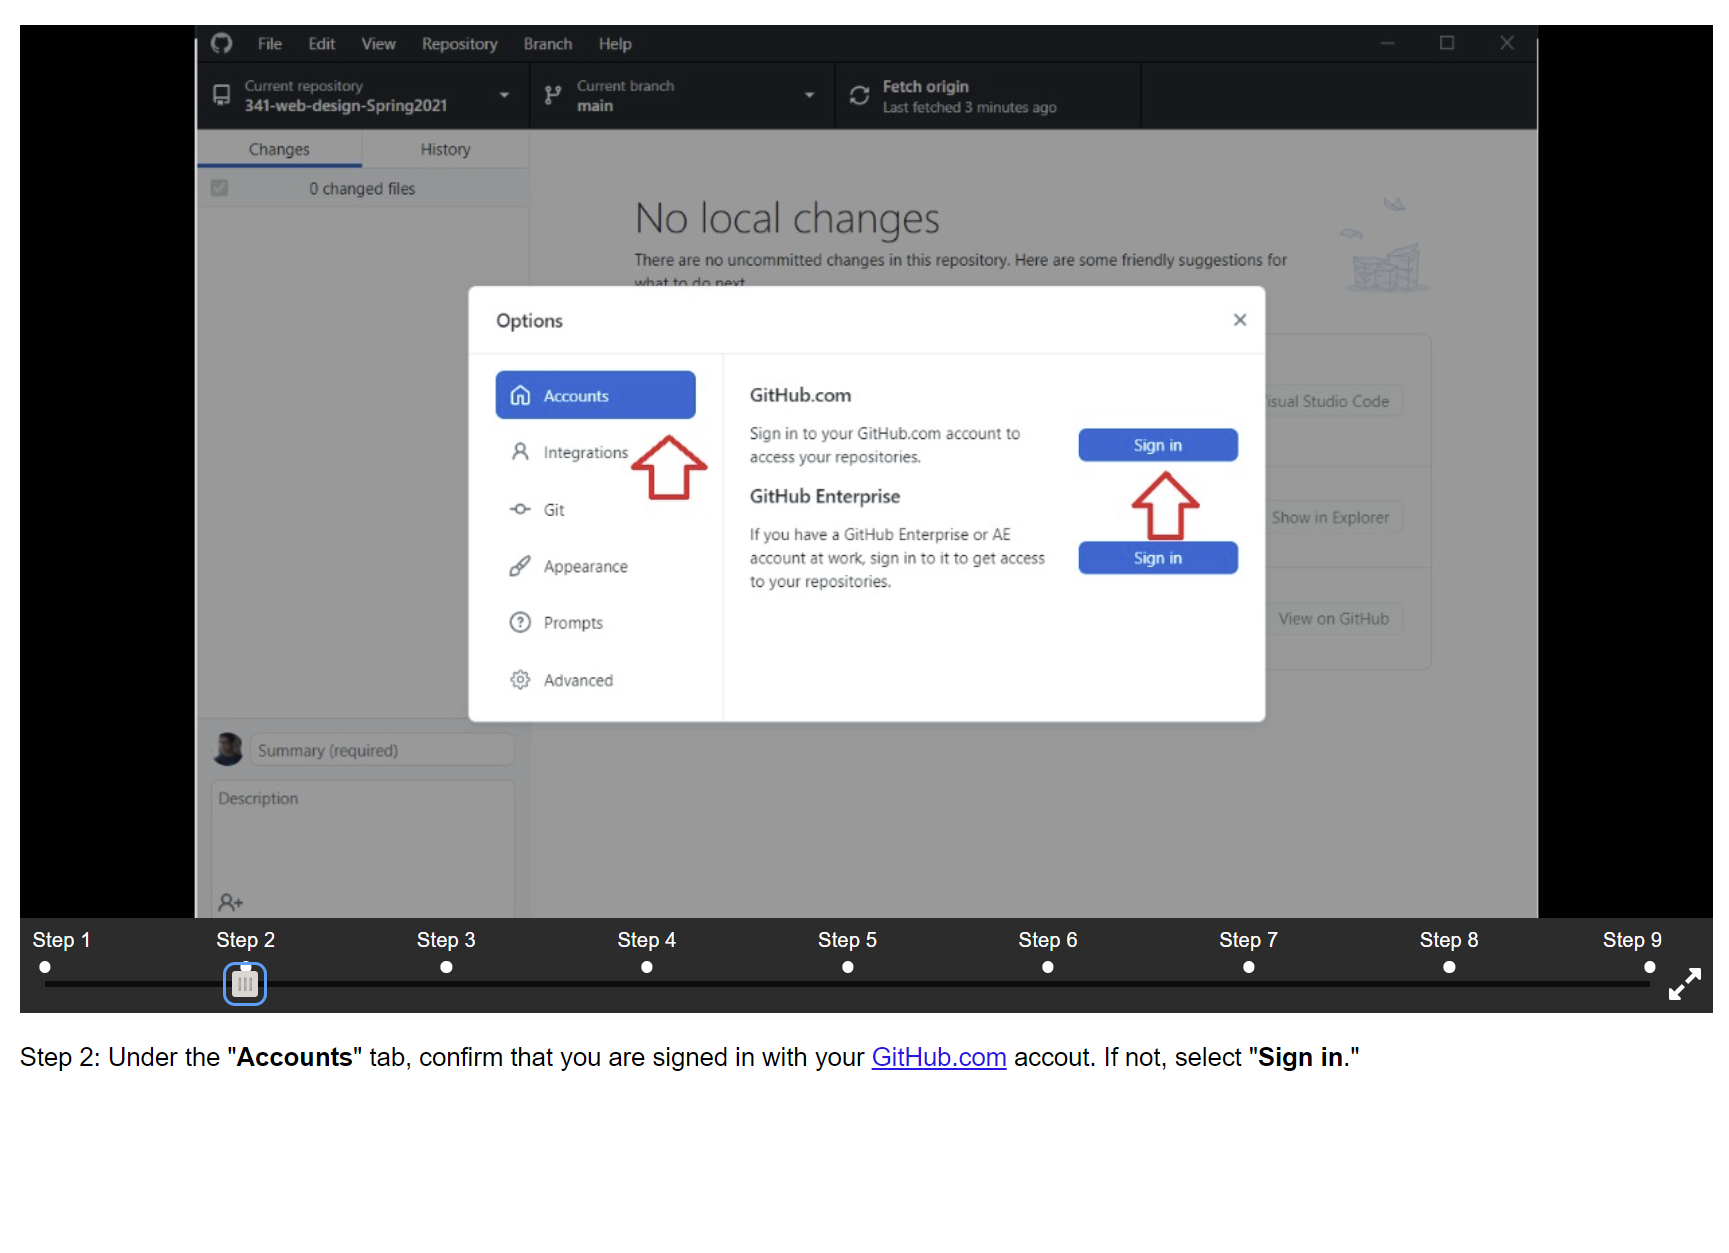 File Edit View Repository Branch Help
Current repository
341-web-design-Spring2021
Current branch
main
Fetch origin
Last fetched 3 minutes ago
Changes History
0 changed files
No local changes
There are no uncommitted changes in this repository. Here are some friendly suggestions for
what to do next
Options
Accounts
Integrations
Git
Appearance
Prompts
Advanced
GitHub.com
Sign in to your GitHub.com account to
access your repositories.
Sign in
GitHub Enterprise
If you have a GitHub Enterprise or AE
account at work, sign in to it to get access
to your repositories.
Sign in
isual Studio Code
Show in Explorer
View on GitHub
Summary (required)
Description
Step 1 Step 2 Step 3 Step 4 Step 5 Step 6 Step 7 Step 8 Step 9
Step 2: Under the "Accounts" tab, confirm that you are signed in with your GitHub.com accout. If not, select "Sign in."